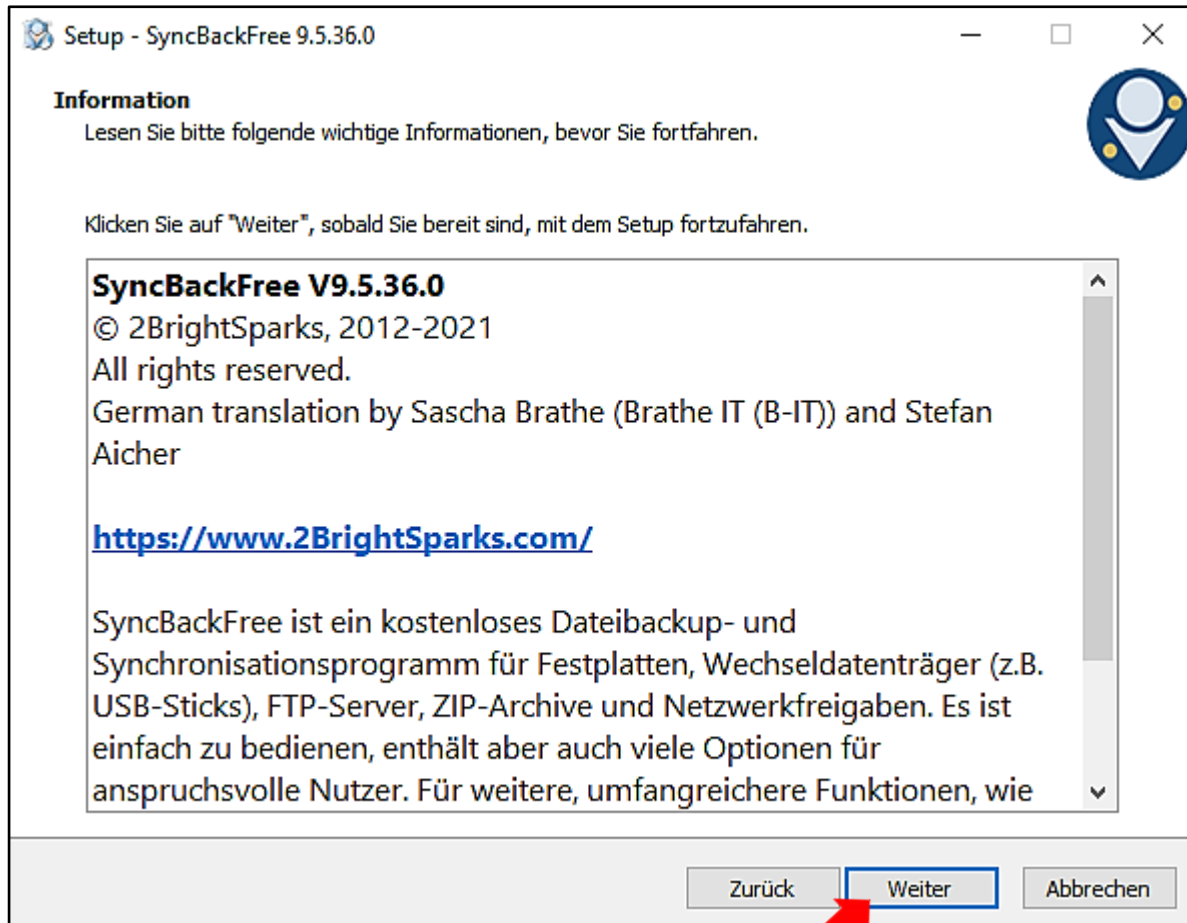 Setup - SyncBackFree 9.5.36.0
Information
Lesen Sie bitte folgende wichtige Informationen, bevor Sie fortfahren.
Klicken Sie auf "Weiter", sobald Sie bereit sind, mit dem Setup fortzufahren.
SyncBackFree V9.5.36.0
© 2BrightSparks, 2012-2021
All rights reserved.
German translation by Sascha Brathe (Brathe IT (B-IT)) and Stefan
Aicher
https://www.2BrightSparks.com/
SyncBackFree ist ein kostenloses Dateibackup- und
Synchronisationsprogramm für Festplatten, Wechseldatenträger (z.B.
USB-Sticks), FTP-Server, ZIP-Archive und Netzwerkfreigaben. Es ist
einfach zu bedienen, enthält aber auch viele Optionen für
anspruchsvolle Nutzer. Für weitere, umfangreichere Funktionen, wie
Zurück Weiter Abbrechen